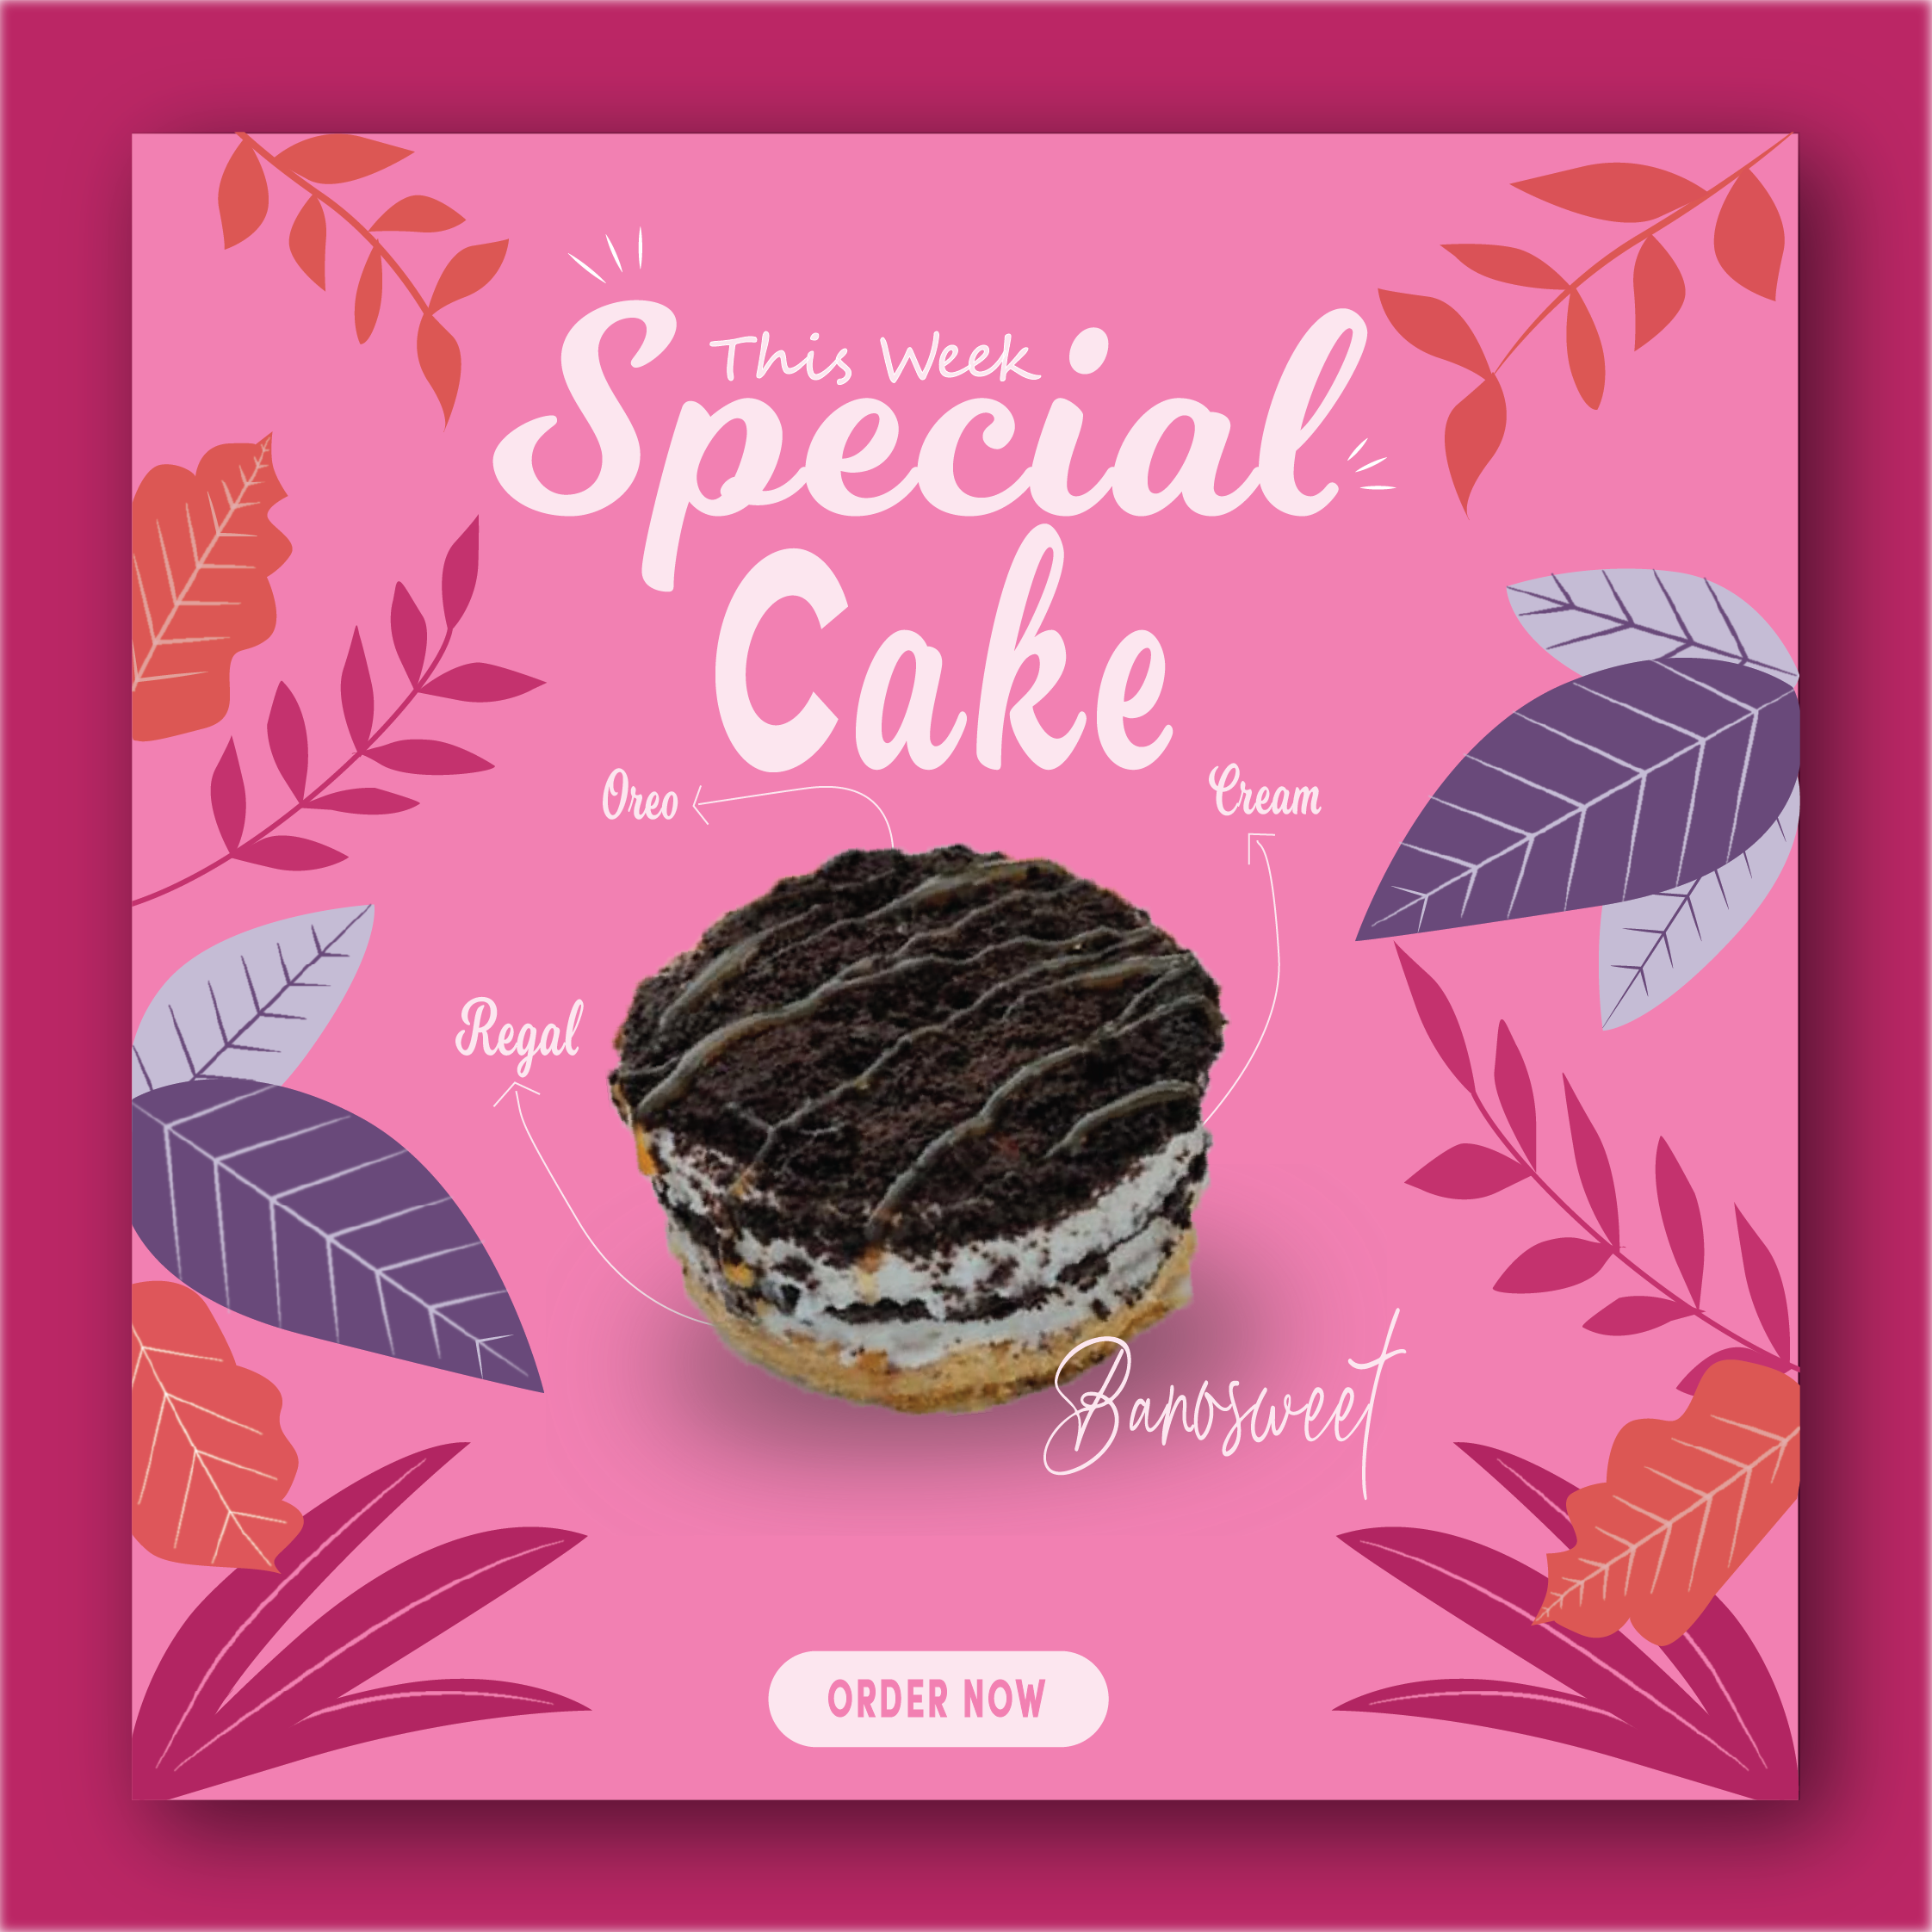 This Week
Special
Cake
Oreo
Cream
Regal
Banosweet
ORDER NOW